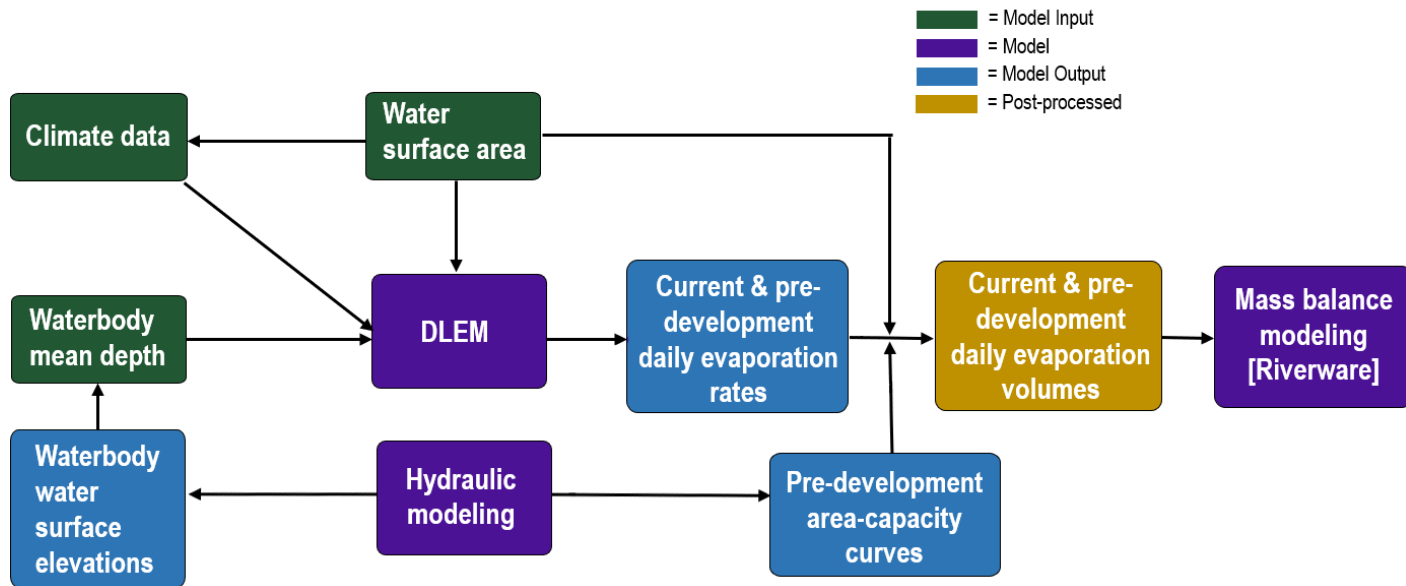 = Model Input
= Model
= Model Output
= Post-processed
Climate data
Water
surface area
Waterbody
mean depth
DLEM
Current & pre-
development
daily evaporation
rates
Current & pre-
development
daily evaporation
volumes
Mass balance
modeling
[Riverware]
Waterbody
water
surface
elevations
Hydraulic
modeling
Pre-development
area-capacity
curves